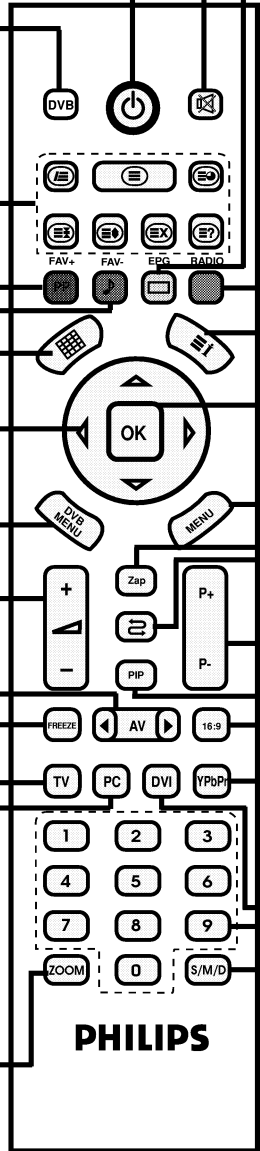 DVB
?
X
FAV+ FAV- EPG RADIO
PP
OK
DVB
MENU
MENU
+
Zap
P+
P-
−
PIP
FREEZE AV 16:9
TV PC DVI YPbPr
1 2 3
4 5 6
7 8 9
ZOOM 0 S/M/D
PHILIPS